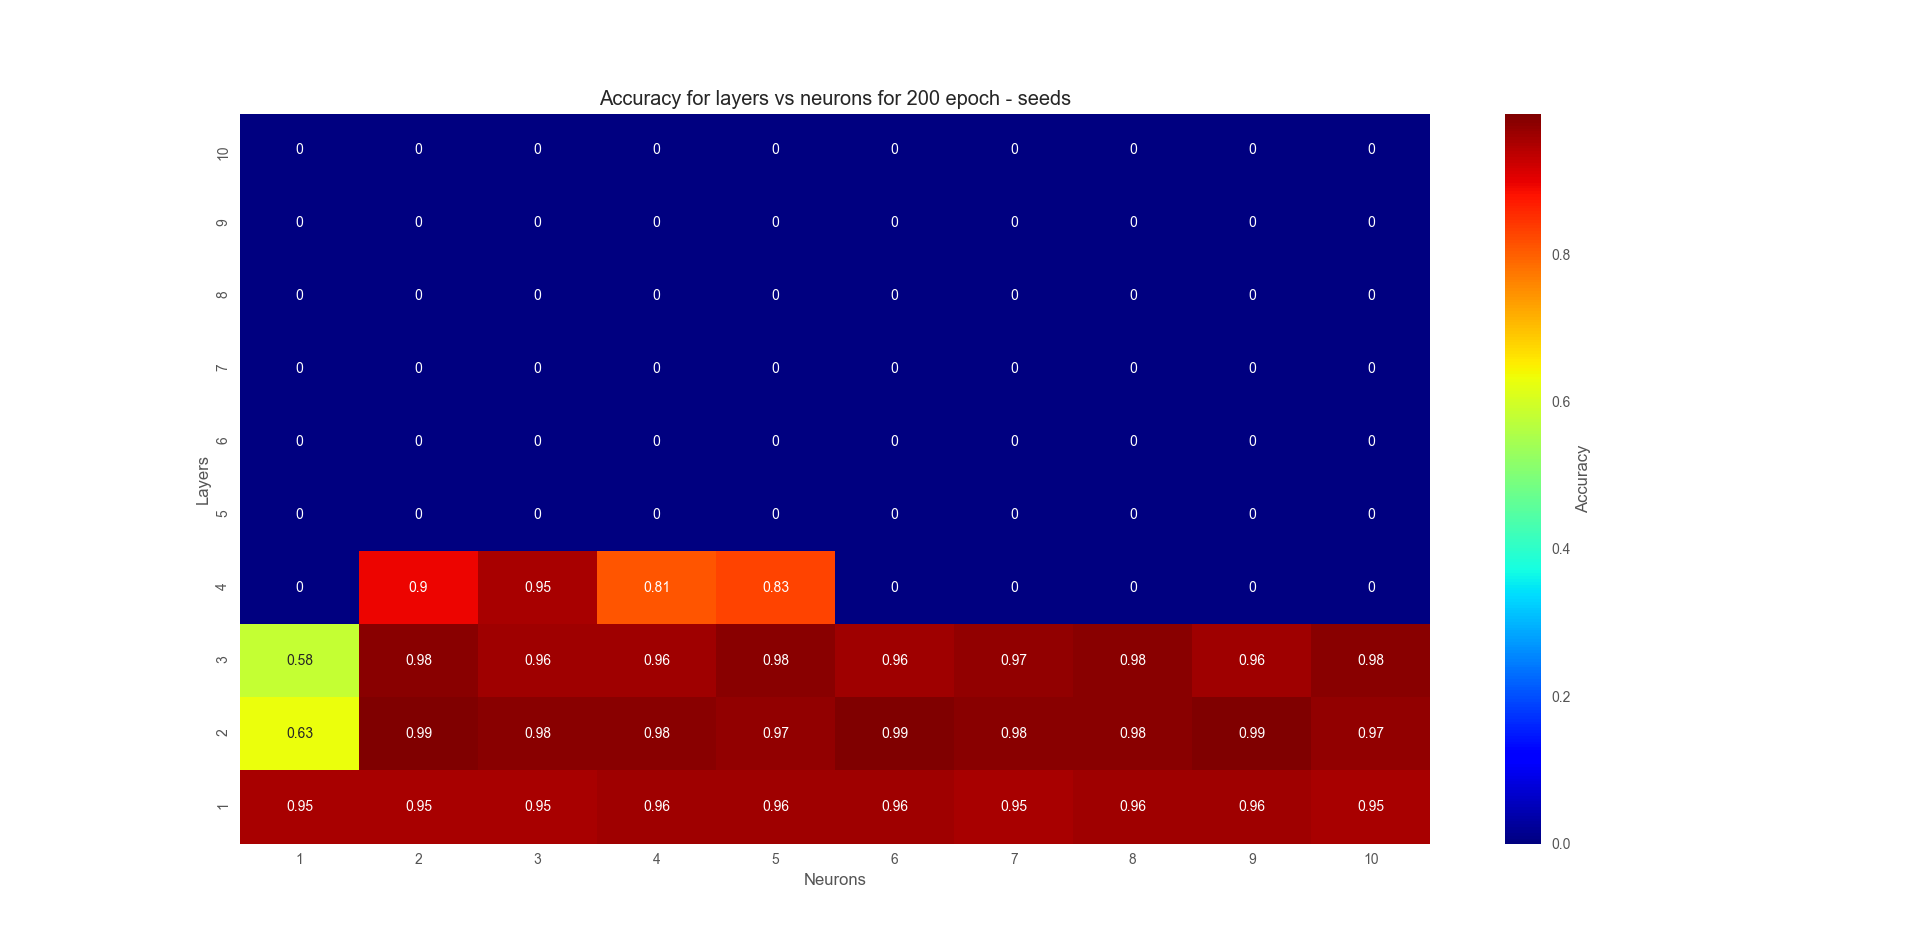 Accuracy for layers vs neurons for 200 epoch - seeds
10 0 0 0 0 0 0 0 0 0 0
9 0 0 0 0 0 0 0 0 0 0
8 0 0 0 0 0 0 0 0 0 0
7 0 0 0 0 0 0 0 0 0 0
6 0 0 0 0 0 0 0 0 0 0
5 0 0 0 0 0 0 0 0 0 0
4 0 0.9 0.95 0.81 0.83 0 0 0 0 0
3 0.58 0.98 0.96 0.96 0.98 0.96 0.97 0.98 0.96 0.98
2 0.63 0.99 0.98 0.98 0.97 0.99 0.98 0.98 0.99 0.97
1 0.95 0.95 0.95 0.96 0.96 0.96 0.95 0.96 0.96 0.95
1 2 3 4 5 6 7 8 9 10
Neurons
Layers
0.8
0.6
0.4
0.2
0.0
Accuracy